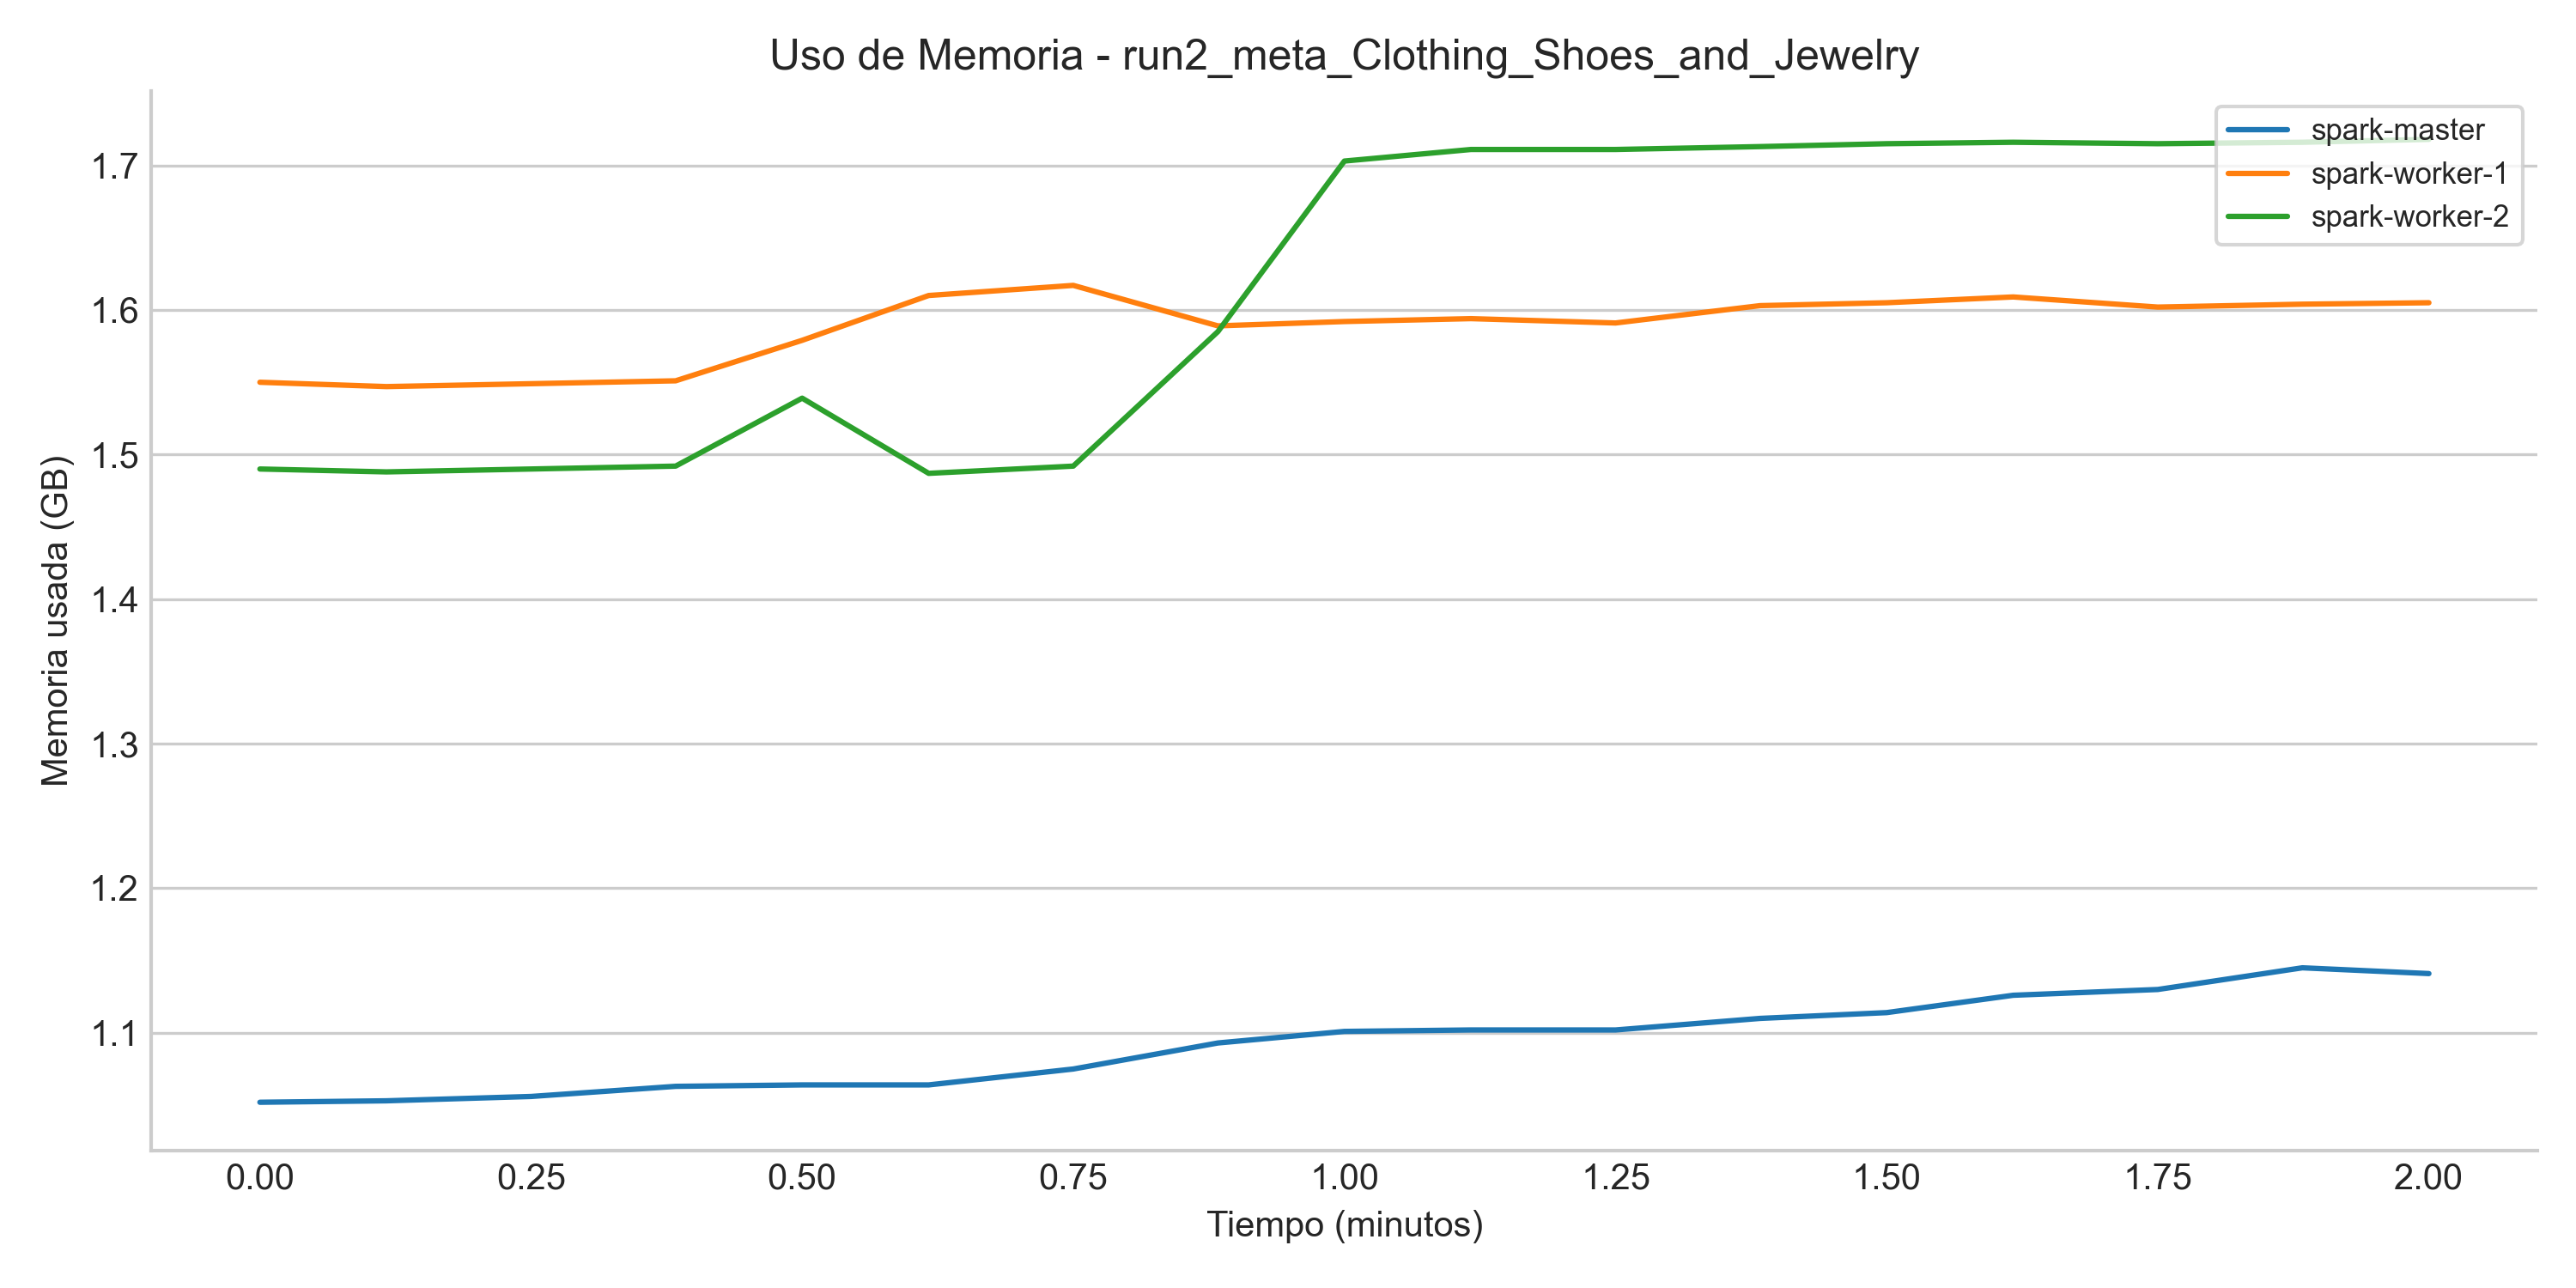 Uso de Memoria - run2_meta_Clothing_Shoes_and_Jewelry
spark-master
spark-worker-1
spark-worker-2
Memoria usada (GB)
1.7
1.6
1.5
1.4
1.3
1.2
1.1
0.00 0.25 0.50 0.75 1.00 1.25 1.50 1.75 2.00
Tiempo (minutos)